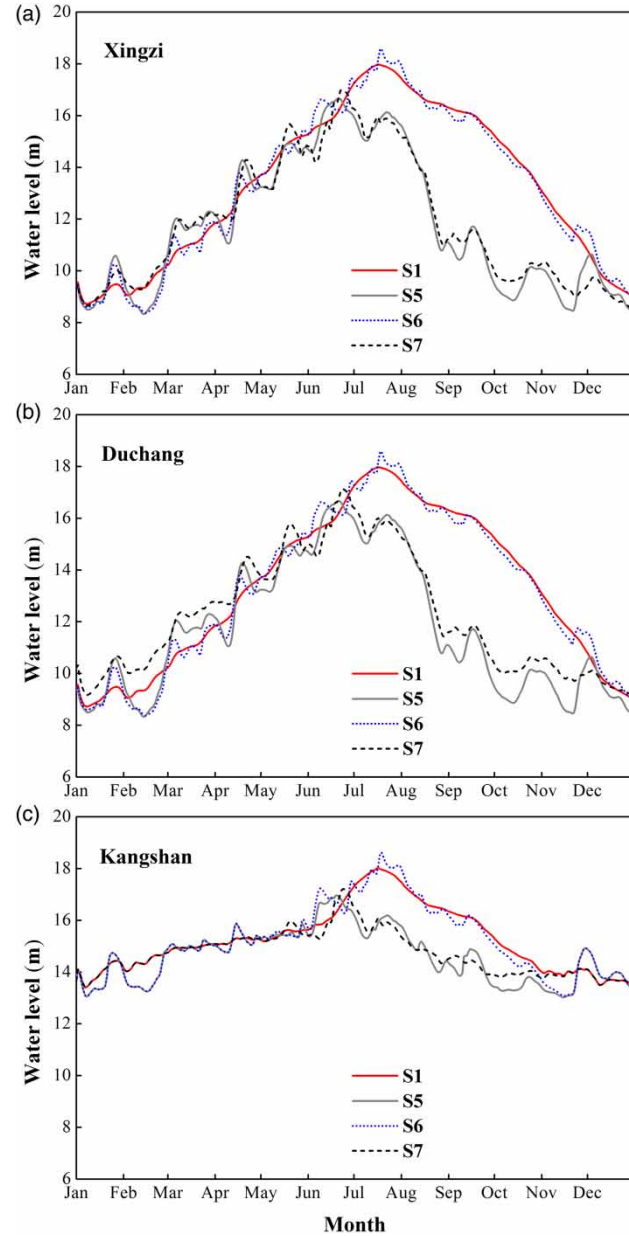 (a)
Xingzi
Water level (m)
20
18
16
14
12
10
8
6
S1
S5
S6
S7
Jan Feb Mar Apr May Jun Jul Aug Sep Oct Nov Dec
(b)
Duchang
Water level (m)
20
18
16
14
12
10
8
6
S1
S5
S6
S7
Jan Feb Mar Apr May Jun Jul Aug Sep Oct Nov Dec
(c)
Kangshan
Water level (m)
20
18
16
14
12
10
8
6
S1
S5
S6
S7
Jan Feb Mar Apr May Jun Jul Aug Sep Oct Nov Dec
Month